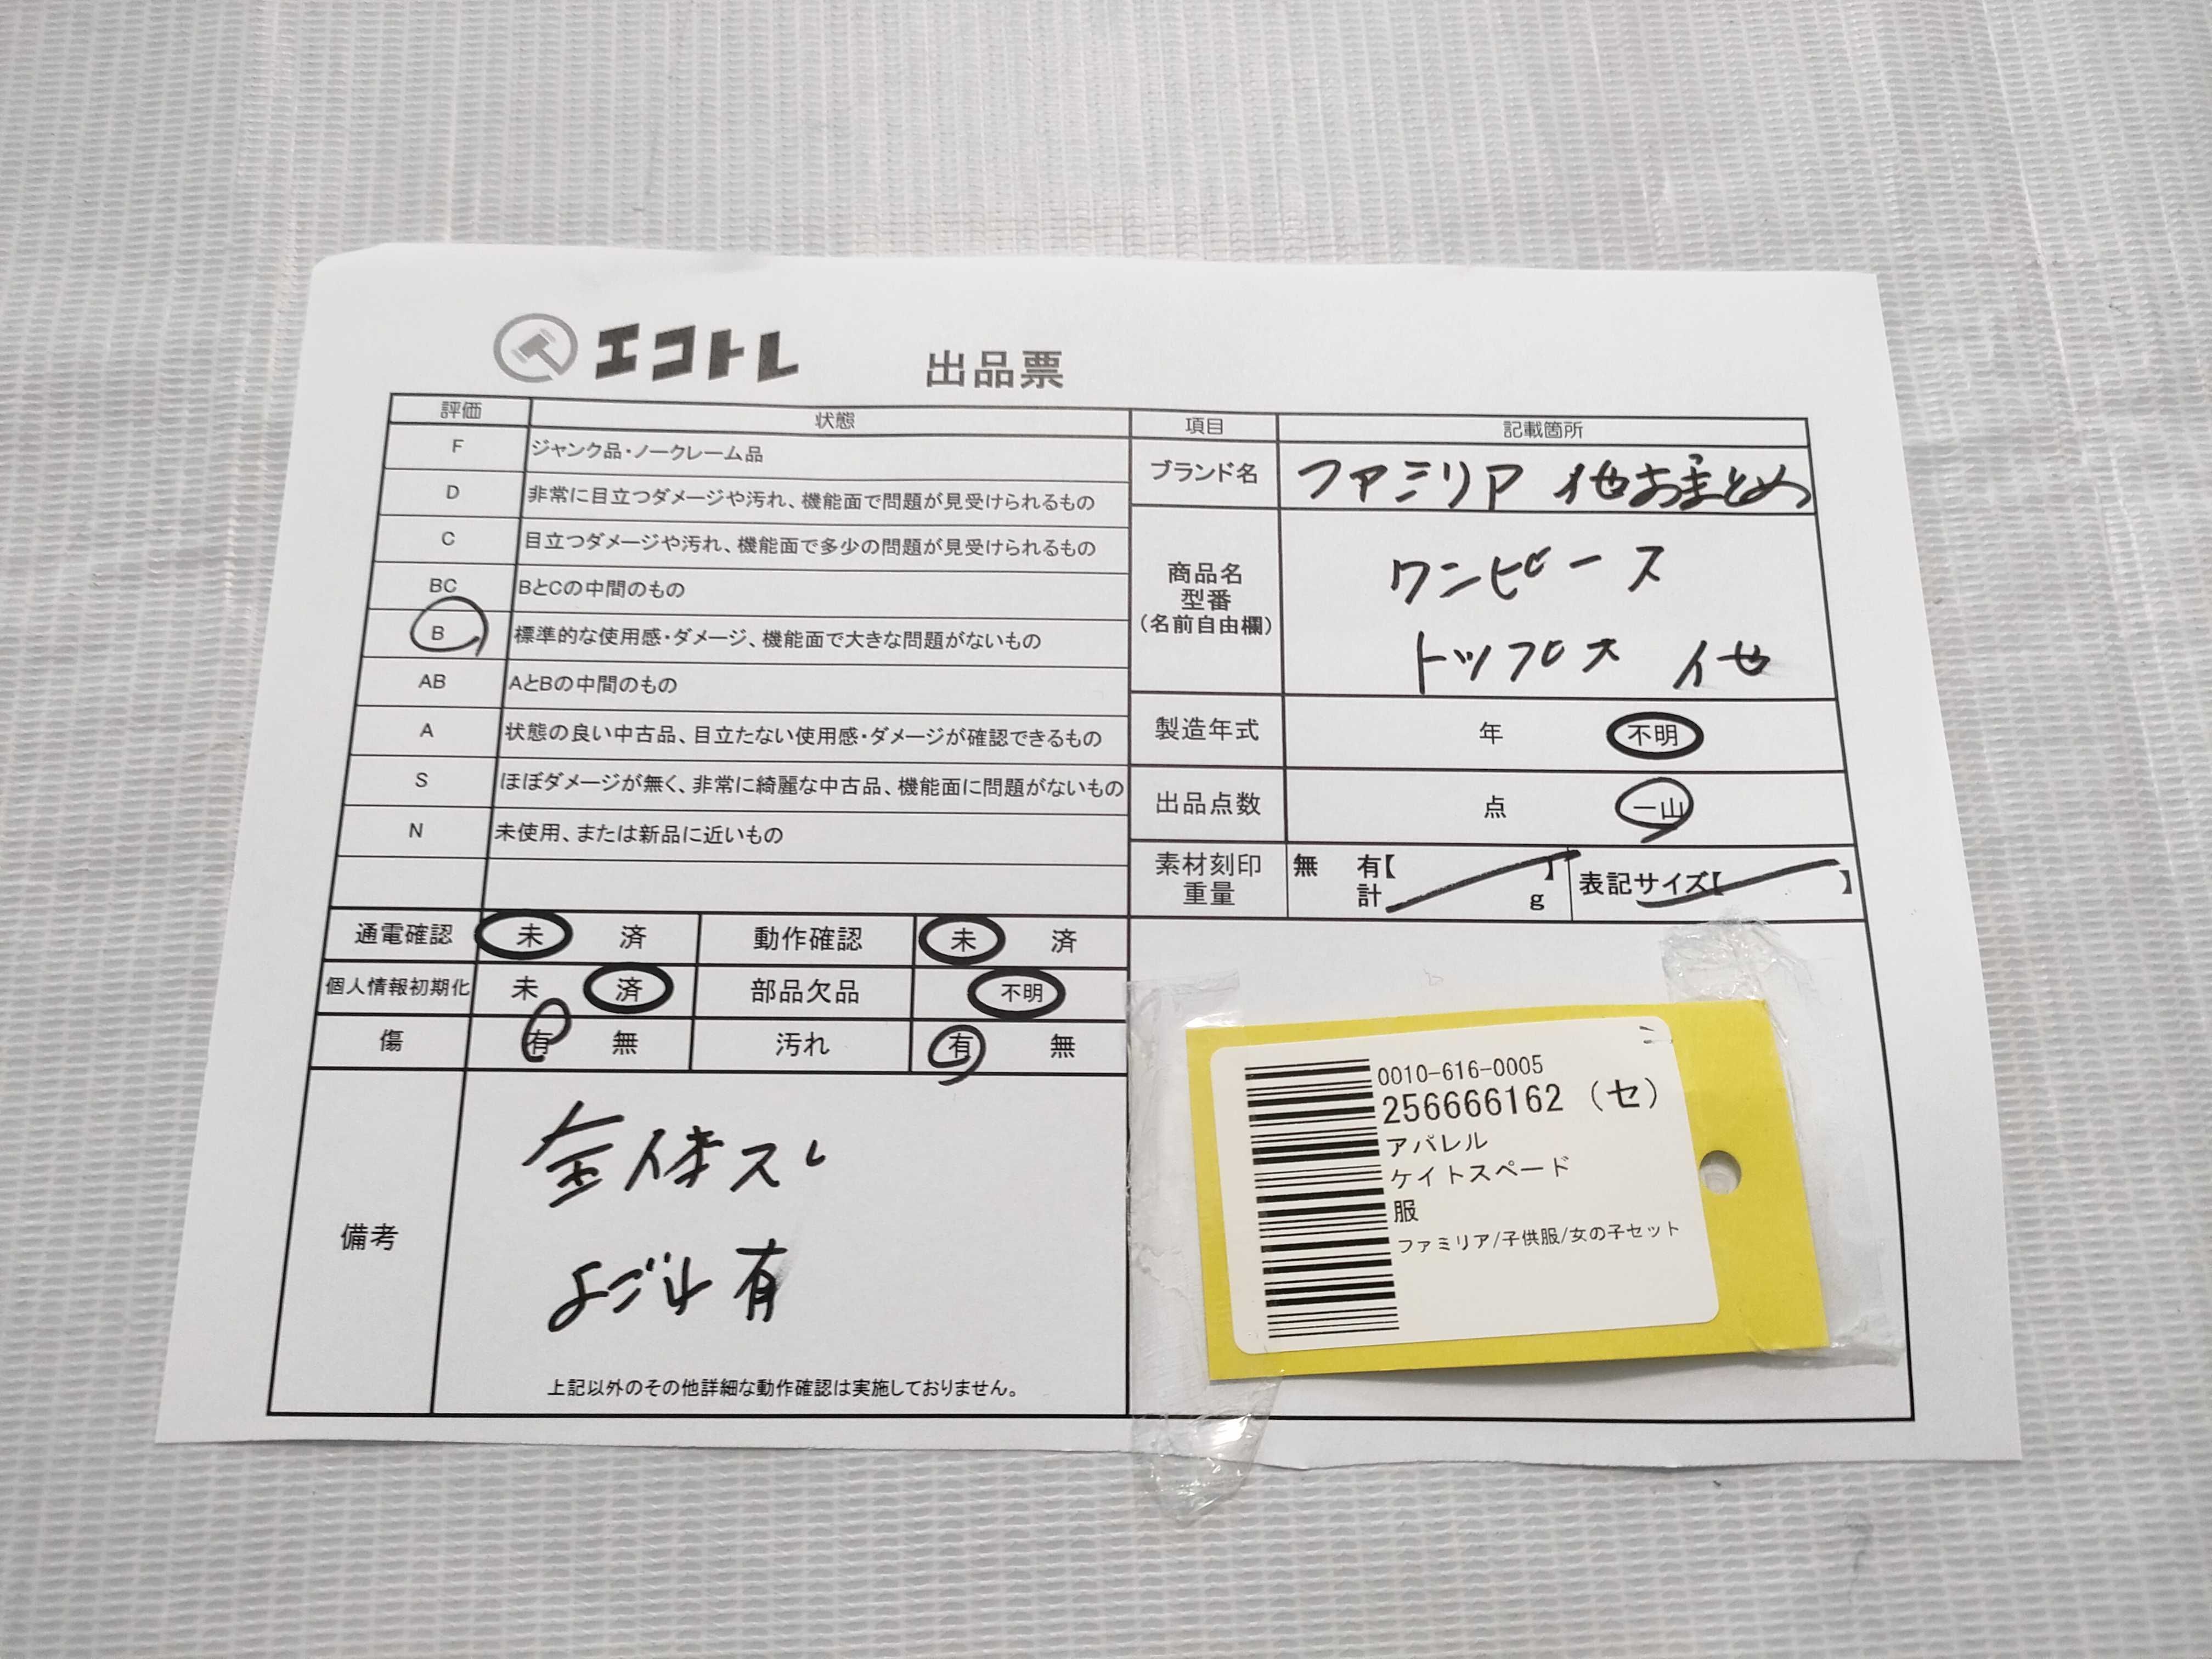 エコトレ 出品票
評価 状態
F ジャンク品・ノークレーム品
D 非常に目立つダメージや汚れ、機能面で問題が見受けられるもの
C 目立つダメージや汚れ、機能面で多少の問題が見受けられるもの
BC BとCの中間のもの
B 標準的な使用感・ダメージ、機能面で大きな問題がないもの
AB AとBの中間のもの
A 状態の良い中古品、目立たない使用感・ダメージが確認できるもの
S ほぼダメージが無く、非常に綺麗な中古品、機能面に問題がないもの
N 未使用、または新品に近いもの
通電確認 未 済 動作確認 未 済
個人情報初期化 未 済 部品欠品 不明
傷 有 無 汚れ 有 無
備考
全体スレ
よごれ有
上記以外のその他詳細な動作確認は実施しておりません。
項目 記載箇所
ブランド名 ファミリア 他おまとめ
商品名
型番
(名前自由欄)
ワンピース
トップス 他
製造年式 年 不明
出品点数 点 一山
素材刻印 無 有【 】 表記サイズ【 】
重量 計 g
0010-616-0005
256666162 (セ)
アパレル
ケイトスペード
服
ファミリア/子供服/女の子セット